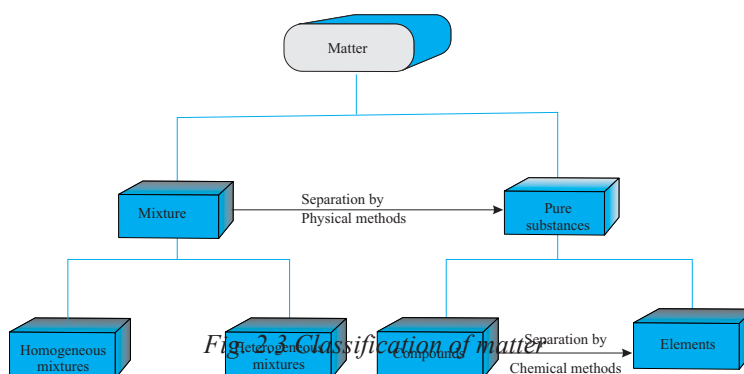 Matter
Mixture
Separation by
Physical methods
Pure
substances
Homogeneous
mixtures
Heterogeneous
mixtures
Compounds
Separation by
Chemical methods
Elements
Fig. 2.3 Classification of matter